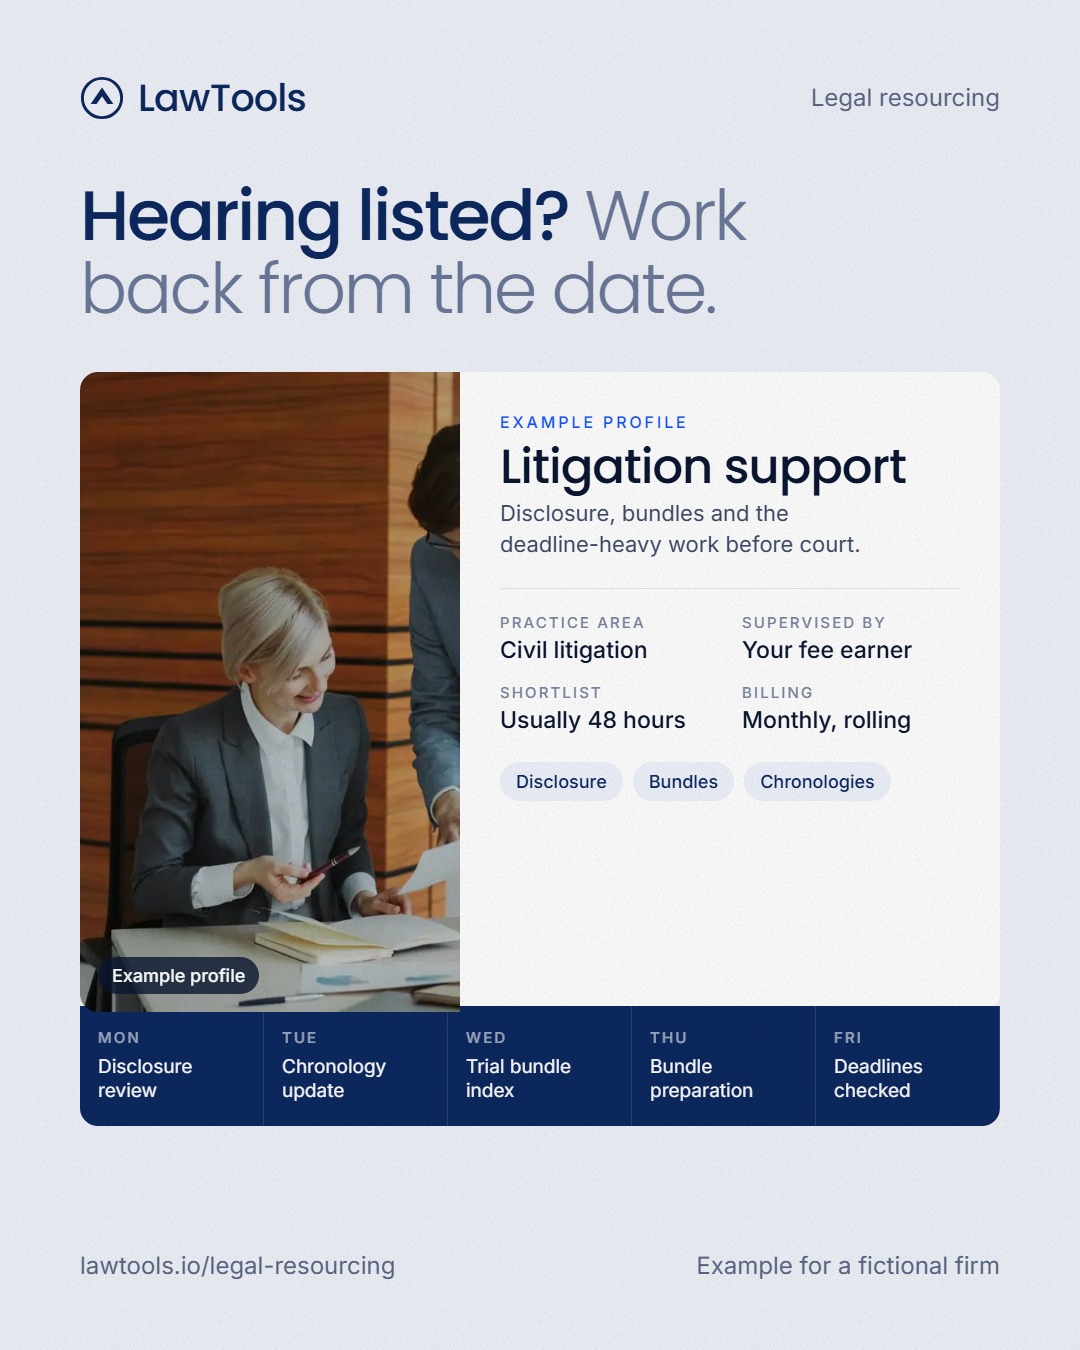 LawTools
Legal resourcing
Hearing listed? Work
back from the date.
EXAMPLE PROFILE
Litigation support
Disclosure, bundles and the
deadline-heavy work before court.
PRACTICE AREA
Civil litigation
SUPERVISED BY
Your fee earner
SHORTLIST
Usually 48 hours
BILLING
Monthly, rolling
Disclosure
Bundles
Chronologies
Example profile
MON
Disclosure
review
TUE
Chronology
update
WED
Trial bundle
index
THU
Bundle
preparation
FRI
Deadlines
checked
lawtools.io/legal-resourcing
Example for a fictional firm